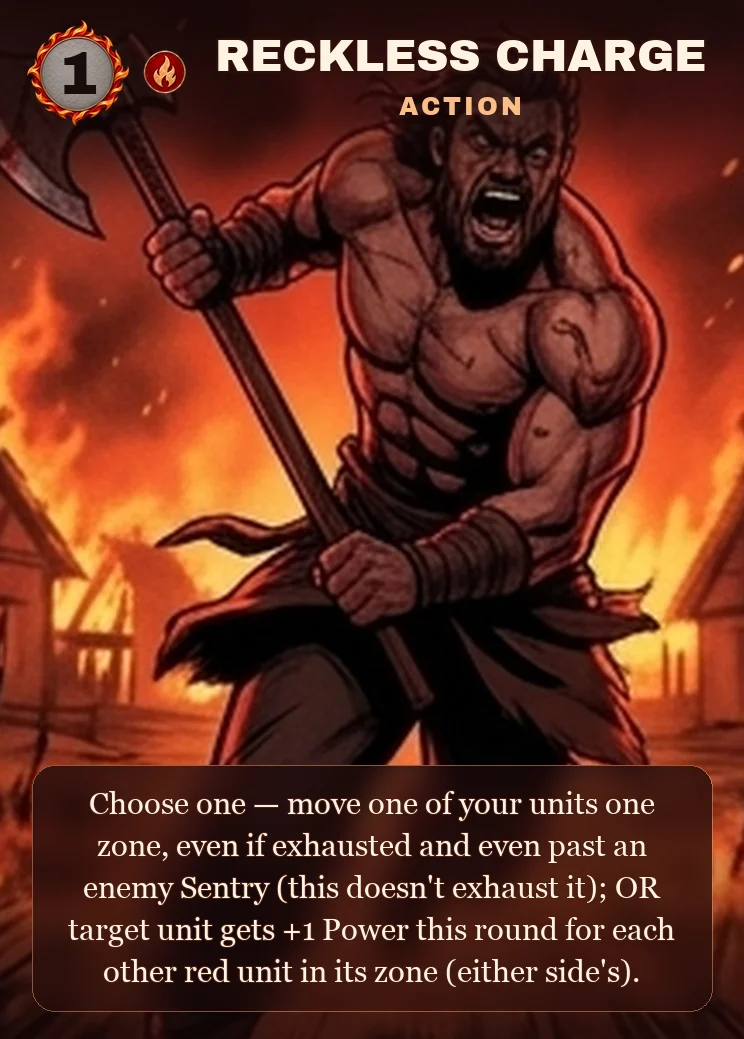 1
RECKLESS CHARGE
ACTION
Choose one — move one of your units one
zone, even if exhausted and even past an
enemy Sentry (this doesn't exhaust it); OR
target unit gets +1 Power this round for each
other red unit in its zone (either side's).